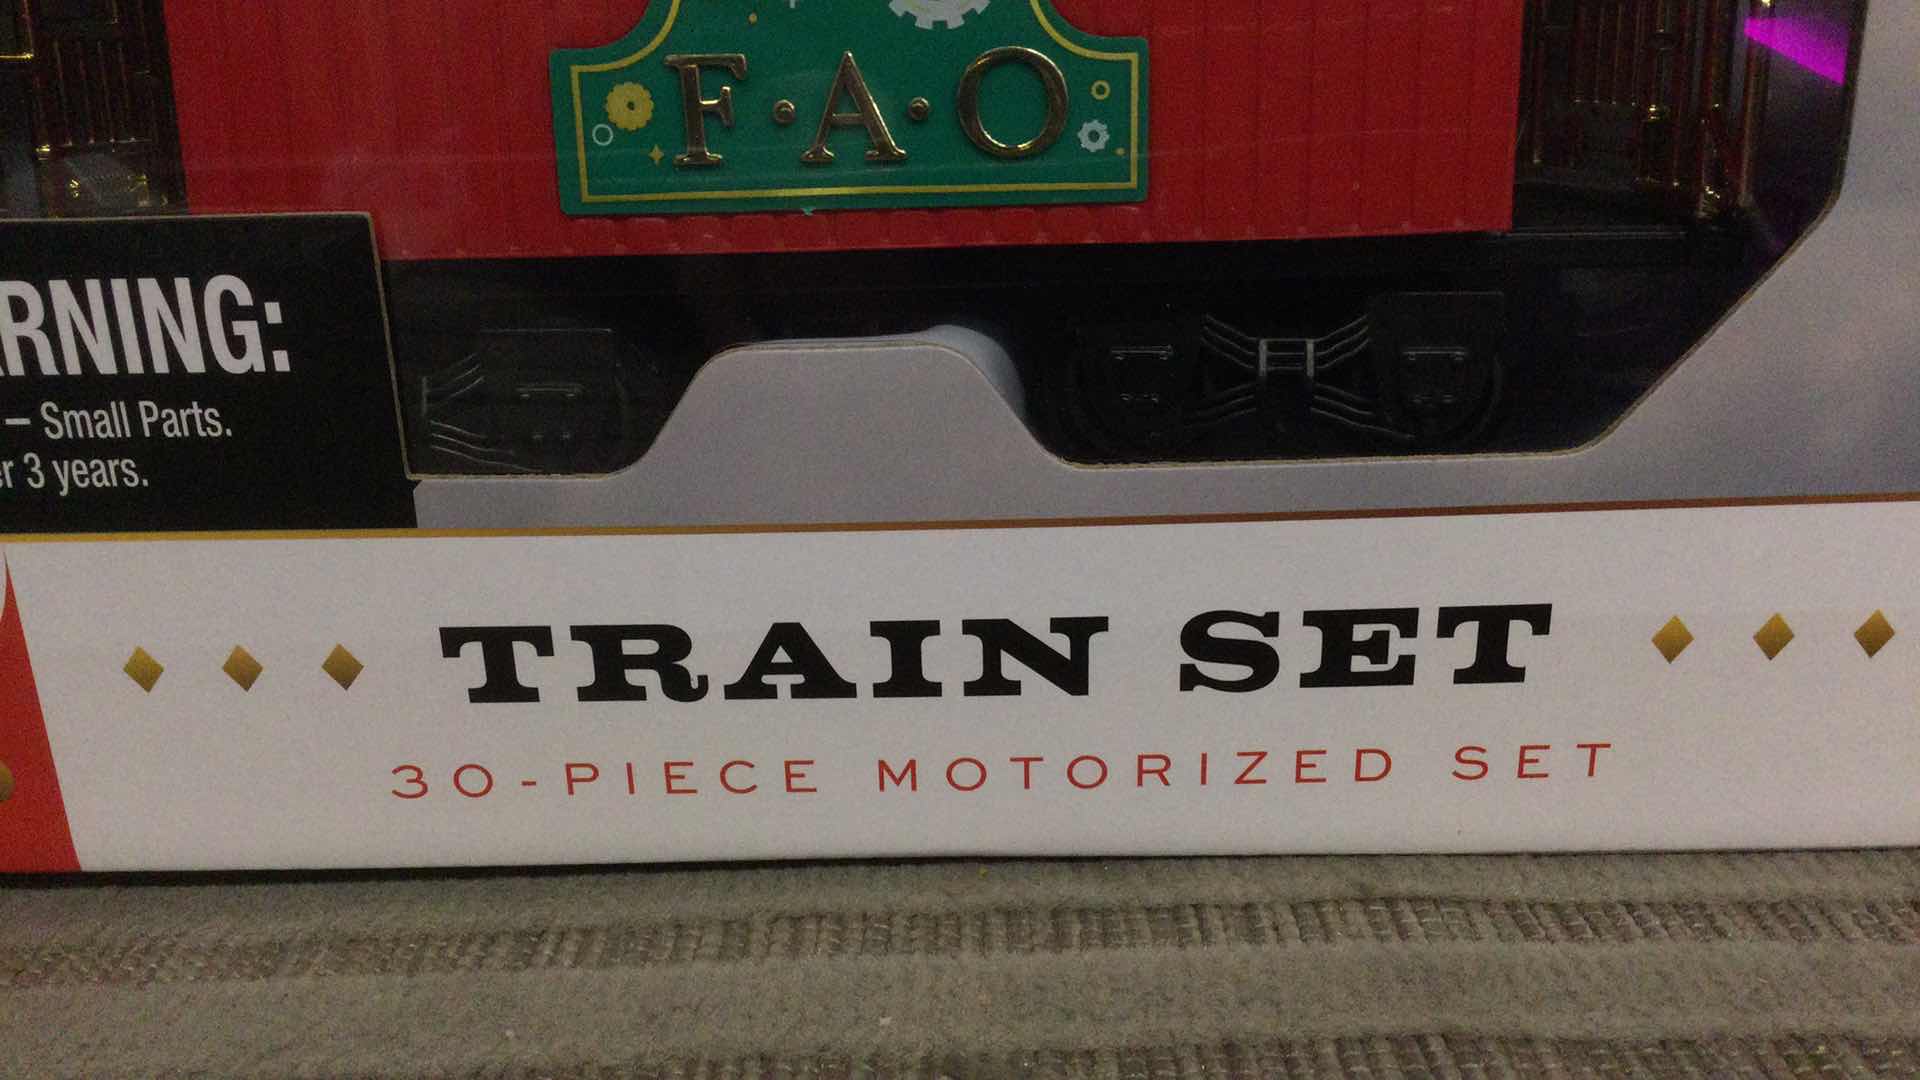 F·A·O
RNING:
– Small Parts.
r 3 years.
TRAIN SET
30-PIECE MOTORIZED SET